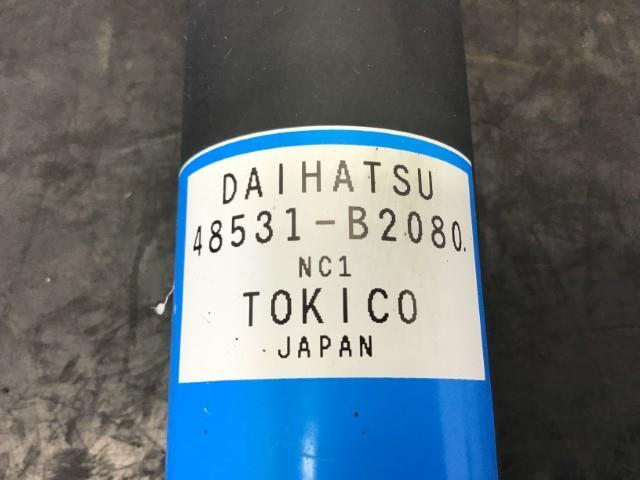 DAIHATSU
48531-B2080.
NC1
TOKICO
JAPAN